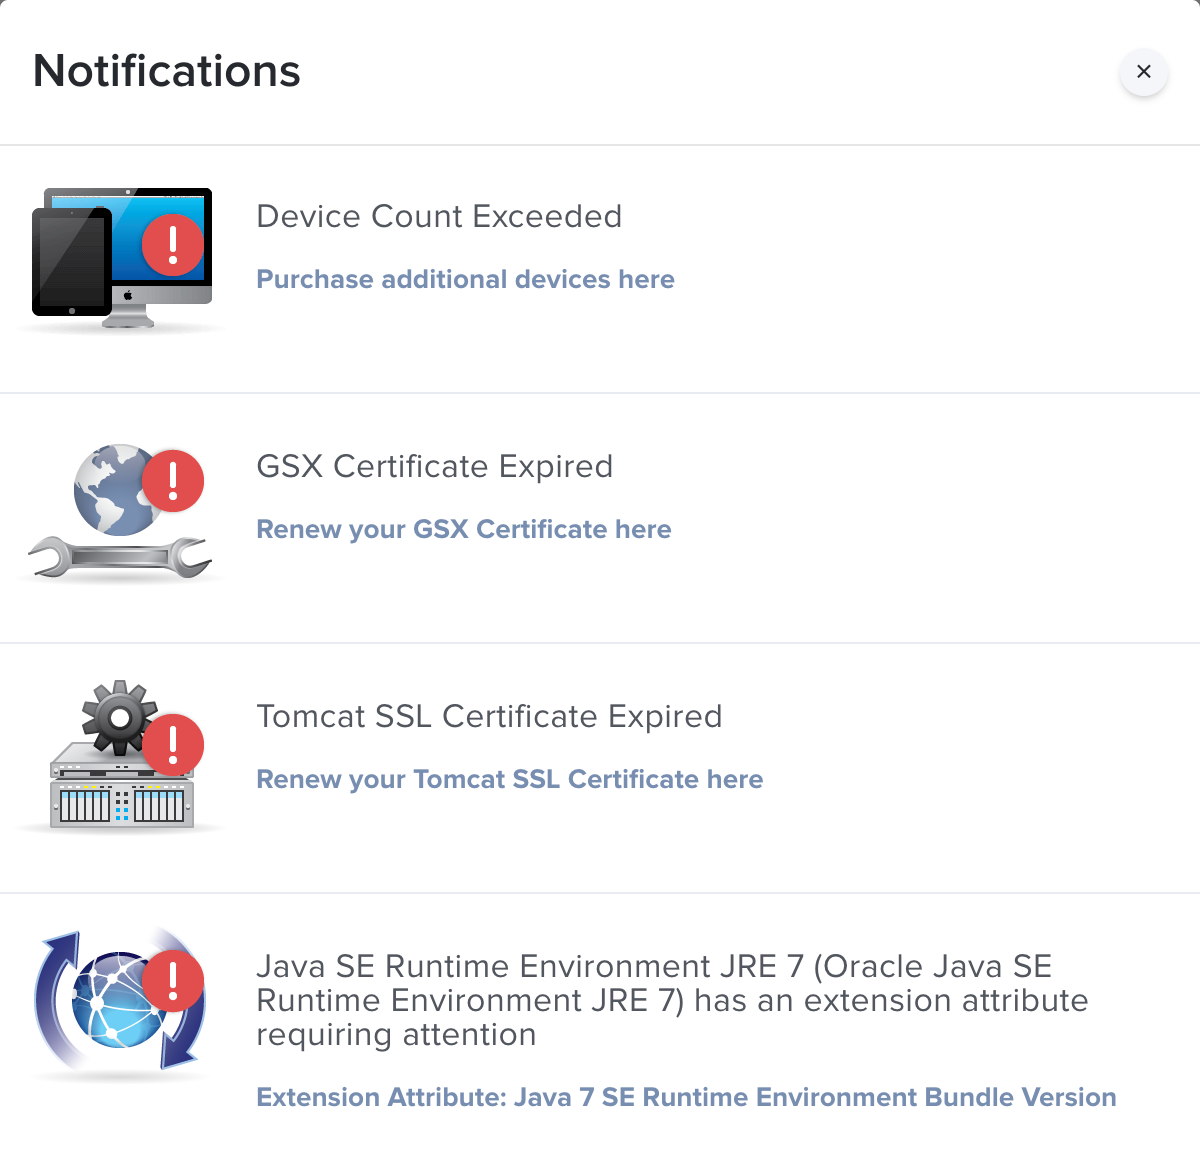 Notifications
Device Count Exceeded
Purchase additional devices here
GSX Certificate Expired
Renew your GSX Certificate here
Tomcat SSL Certificate Expired
Renew your Tomcat SSL Certificate here
Java SE Runtime Environment JRE 7 (Oracle Java SE
Runtime Environment JRE 7) has an extension attribute
requiring attention
Extension Attribute: Java 7 SE Runtime Environment Bundle Version